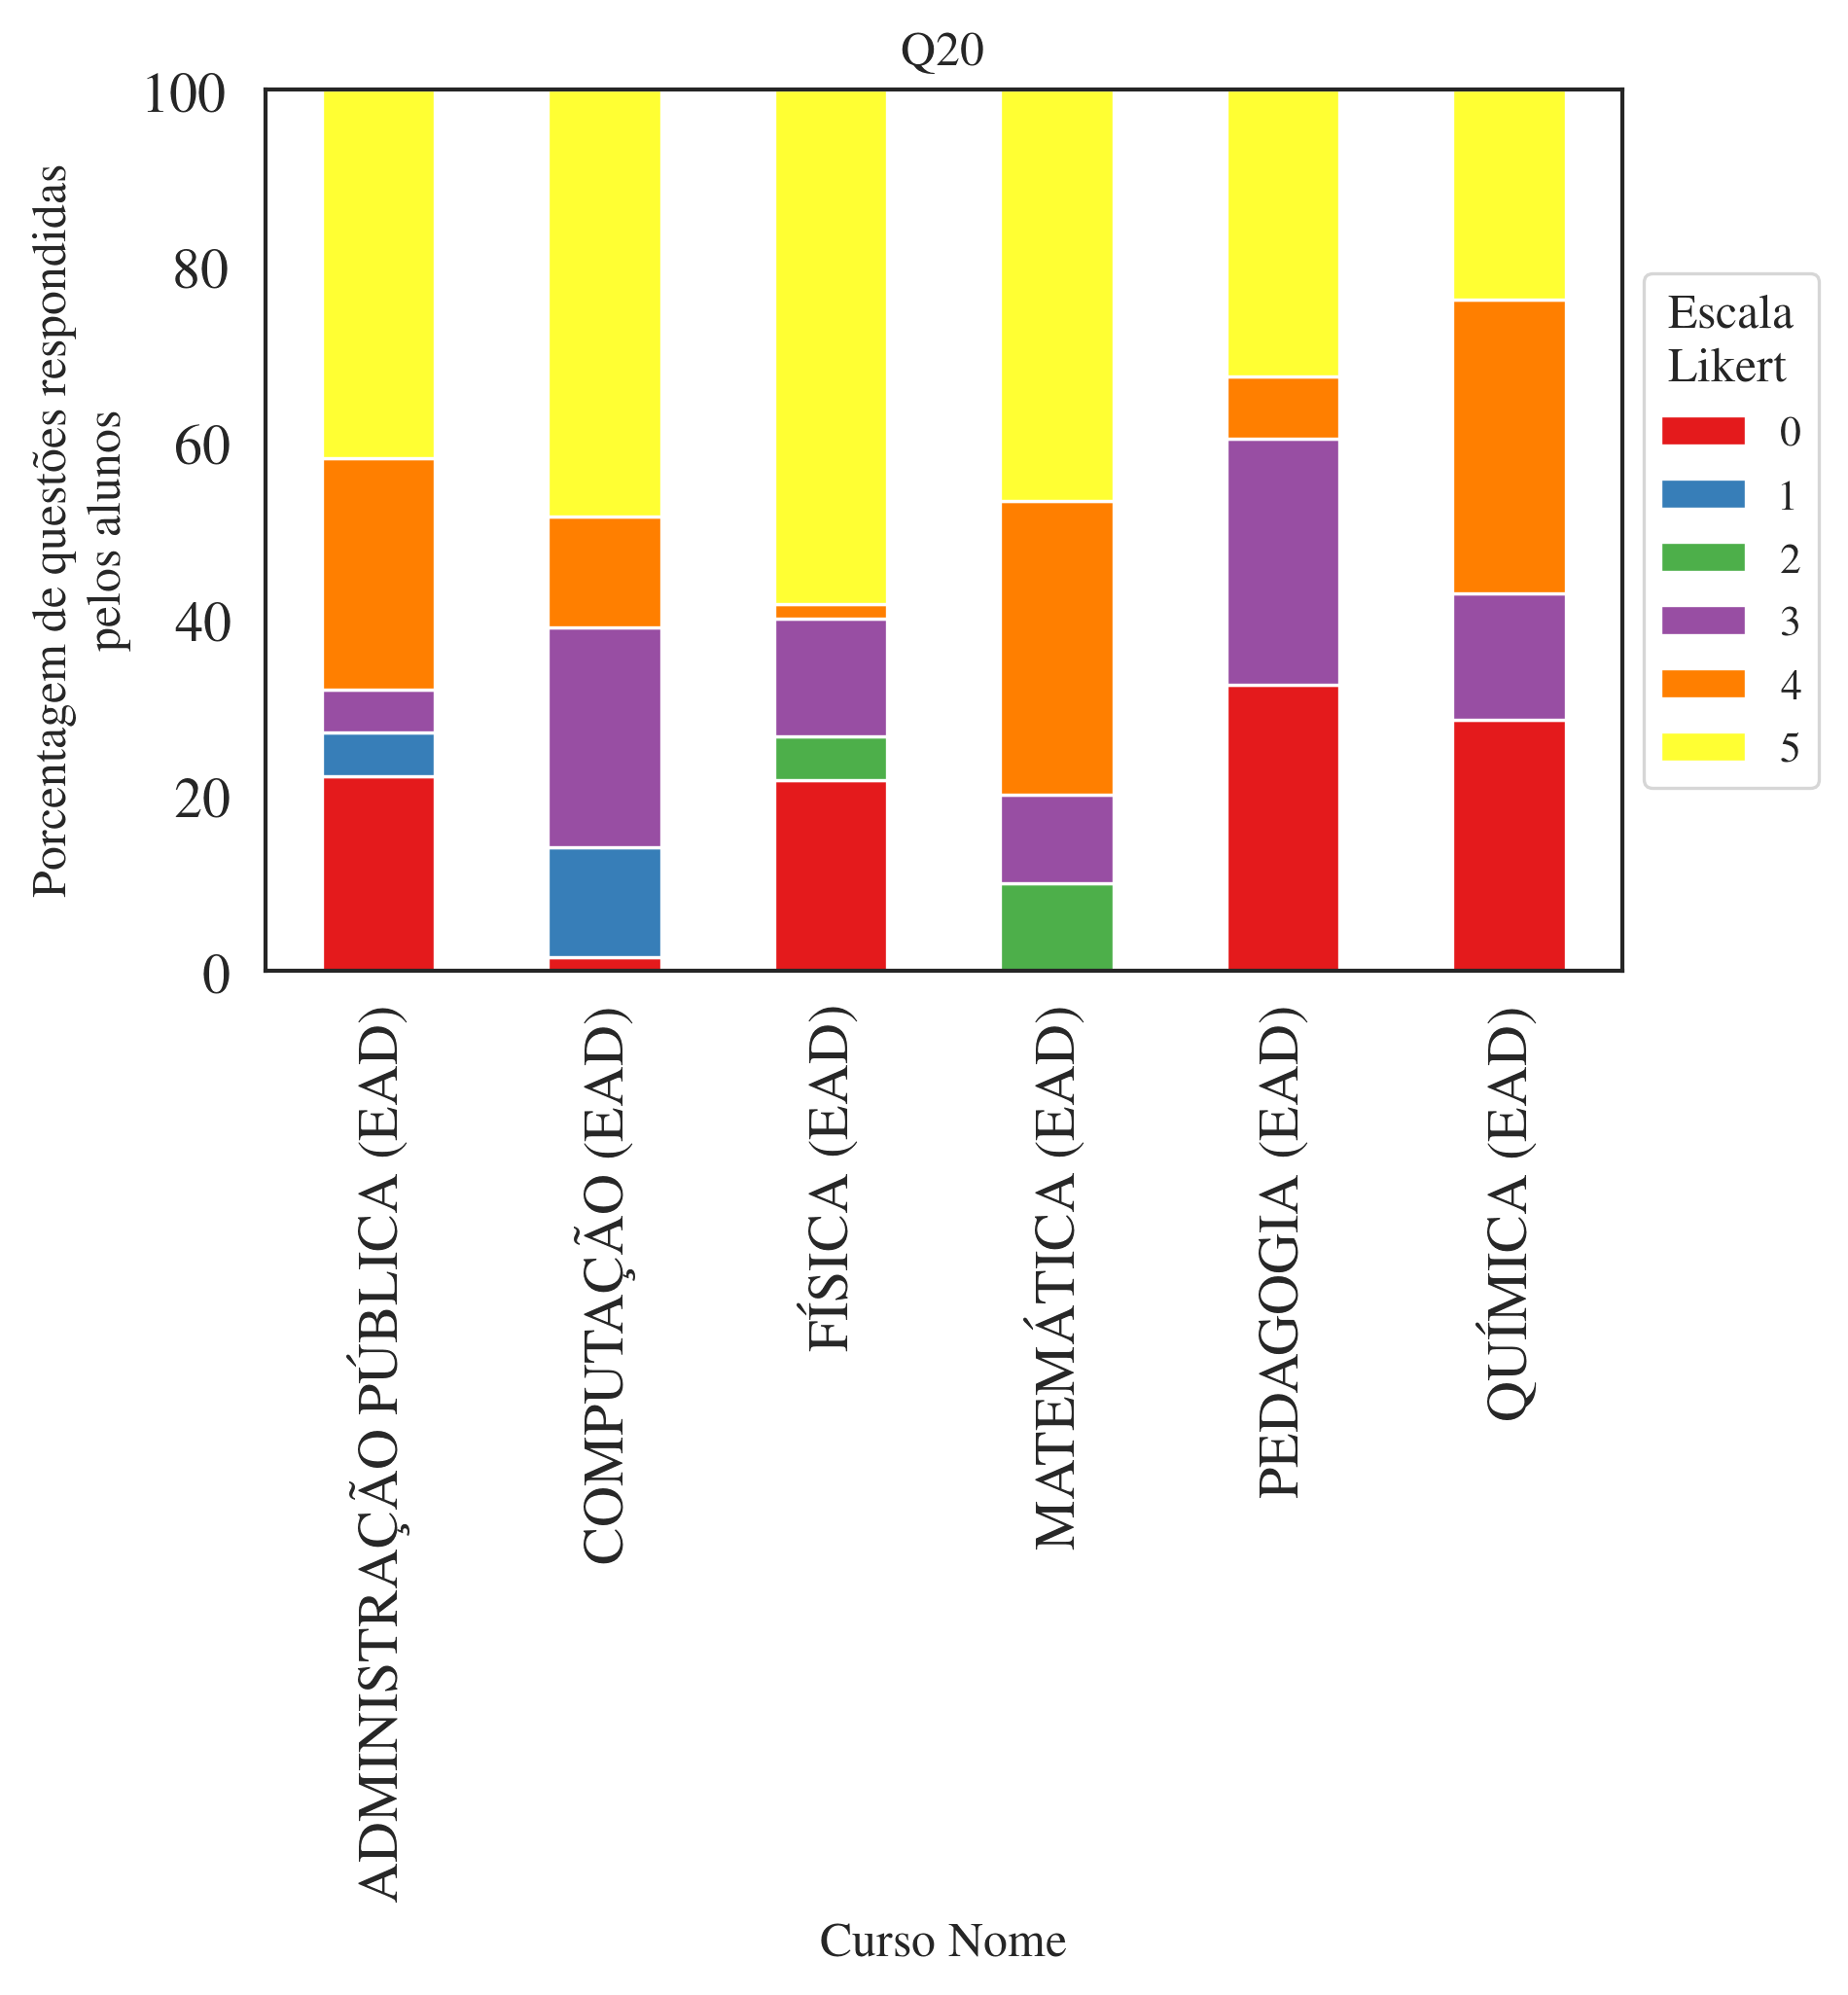 Q20
Porcentagem de questões respondidas
pelos alunos
100
80
60
40
20
0
Escala
Likert
0
1
2
3
4
5
ADMINISTRAÇÃO PÚBLICA (EAD)
COMPUTAÇÃO (EAD)
FÍSICA (EAD)
MATEMÁTICA (EAD)
PEDAGOGIA (EAD)
QUÍMICA (EAD)
Curso Nome